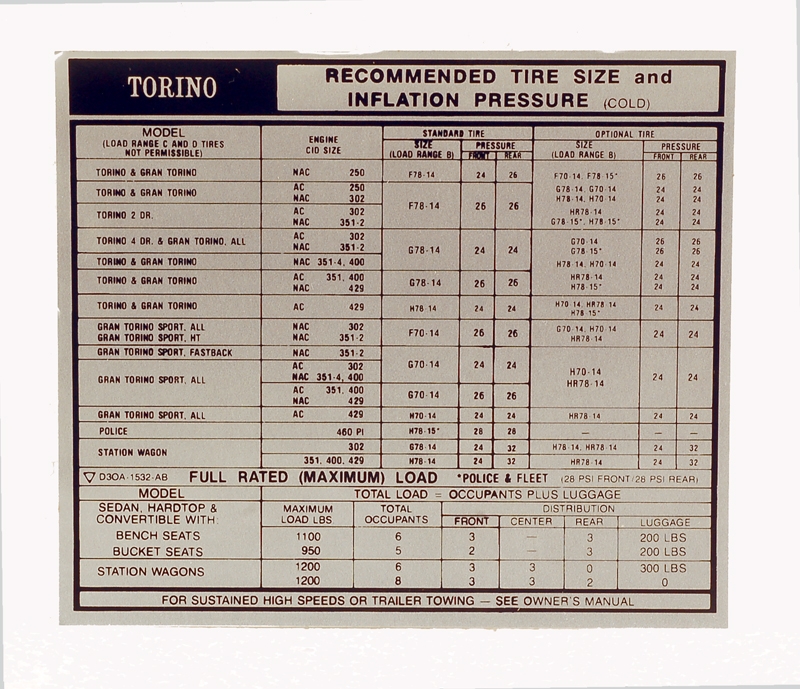 TORINO
RECOMMENDED TIRE SIZE and
INFLATION PRESSURE (COLD)
MODEL
(LOAD RANGE C AND D TIRES
NOT PERMISSIBLE)
ENGINE
CID SIZE
STANDARD TIRE
OPTIONAL TIRE
SIZE
(LOAD RANGE B)
PRESSURE
FRONT REAR
SIZE
(LOAD RANGE B)
PRESSURE
FRONT REAR
TORINO & GRAN TORINO NAC 250 F78-14 24 26 F70-14, F78-15* 26 26
TORINO & GRAN TORINO AC 250 G78-14, G70-14 24 24
NAC 302 H78-14, H70-14 24 24
F78-14 26 26
TORINO 2 DR. AC 302 HR78-14 24 24
NAC 351-2 G78-15*, H78-15* 24 24
TORINO 4 DR. & GRAN TORINO, ALL AC 302 G70-14 26 26
NAC 351-2 G78-15* 26 26
G78-14 24 24
TORINO & GRAN TORINO NAC 351-4, 400 H78-14, H70-14 24 24
TORINO & GRAN TORINO AC 351, 400 G78-14 26 26 HR78-14 24 24
NAC 429 H78-15* 24 24
TORINO & GRAN TORINO AC 429 H78-14 24 24 H70-14, HR78-14 24 24
H78-15*
GRAN TORINO SPORT, ALL NAC 302 F70-14 26 26 G70-14, H70-14 24 24
GRAN TORINO SPORT, HT NAC 351-2 HR78-14
GRAN TORINO SPORT, FASTBACK NAC 351-2
GRAN TORINO SPORT, ALL AC 302 G70-14 24 24
NAC 351-4, 400 H70-14 24 24
HR78-14
AC 351, 400 G70-14 26 26
NAC 429
GRAN TORINO SPORT, ALL AC 429 H70-14 24 24 HR78-14 24 24
POLICE 460 PI H78-15* 28 28 — — —
STATION WAGON 302 G78-14 24 32 H78-14, HR78-14 24 32
351, 400, 429 H78-14 24 32 HR78-14 24 32
▽ D3OA-1532-AB FULL RATED (MAXIMUM) LOAD *POLICE & FLEET (28 PSI FRONT/28 PSI REAR)
MODEL TOTAL LOAD = OCCUPANTS PLUS LUGGAGE
SEDAN, HARDTOP &
CONVERTIBLE WITH:
MAXIMUM
LOAD LBS
TOTAL
OCCUPANTS
DISTRIBUTION
FRONT CENTER REAR LUGGAGE
BENCH SEATS 1100 6 3 — 3 200 LBS
BUCKET SEATS 950 5 2 — 3 200 LBS
STATION WAGONS 1200 6 3 3 0 300 LBS
1200 8 3 3 2 0
FOR SUSTAINED HIGH SPEEDS OR TRAILER TOWING — SEE OWNER'S MANUAL